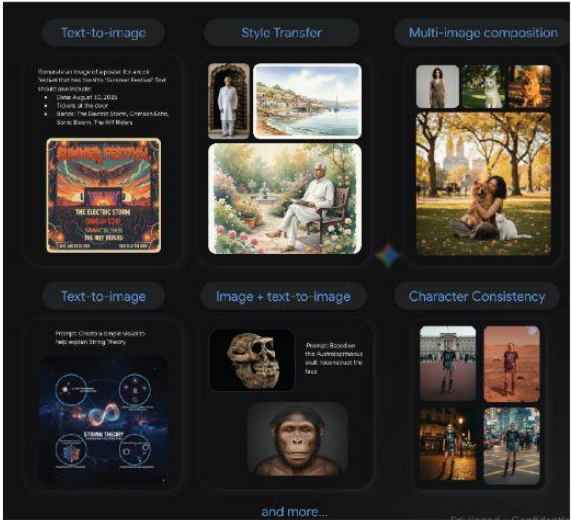 Text-to-image
Style Transfer
Multi-image composition
Generate an image of a poster for a rock
festival that has the title "Summer Festival" Text
should also include:
• Date: August 10, 2025
• Tickets at the door
• Bands: The Electric Storm, Crimson Echo,
Sonic Bloom, The Riff Riders
SUMMER FESTIVAL
THE ELECTRIC STORM
CRIMSON ECHO
SONIC BLOOM
THE RIFF RIDERS
Text-to-image
Image + text-to-image
Character Consistency
Prompt: Create a simple visual to
help explain String Theory
STRING THEORY
Prompt: Based on
this Australopithecus
skull, reconstruct the
face
and more...